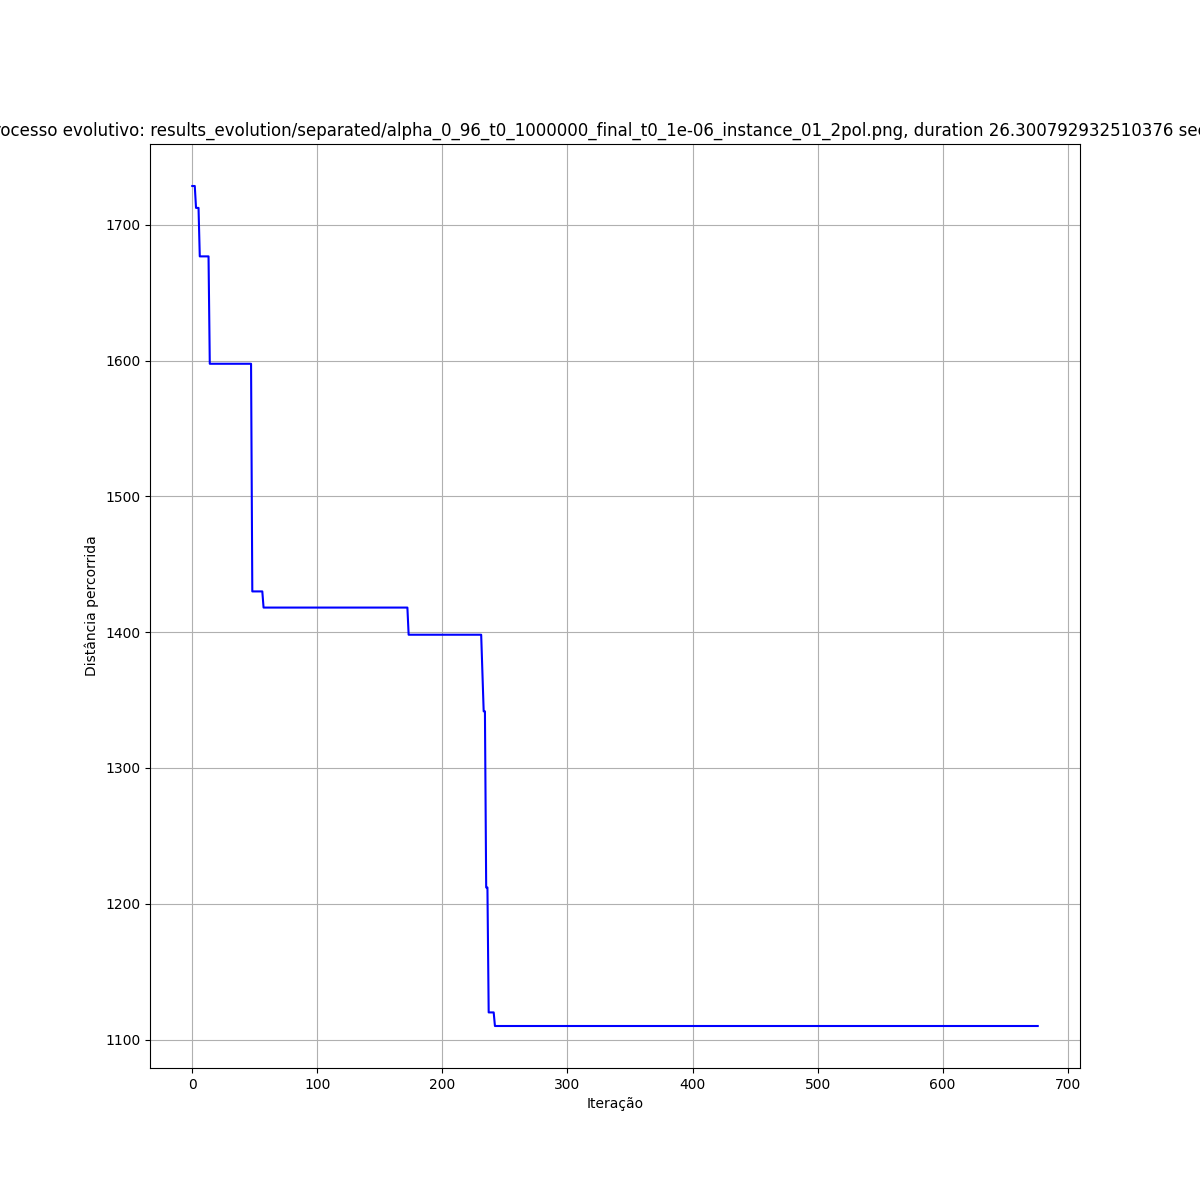 ocesso evolutivo: results_evolution/separated/alpha_0_96_t0_1000000_final_t0_1e-06_instance_01_2pol.png, duration 26.300792932510376 sec
1700
1600
1500
1400
1300
1200
1100
Distância percorrida
0 100 200 300 400 500 600 700
Iteração